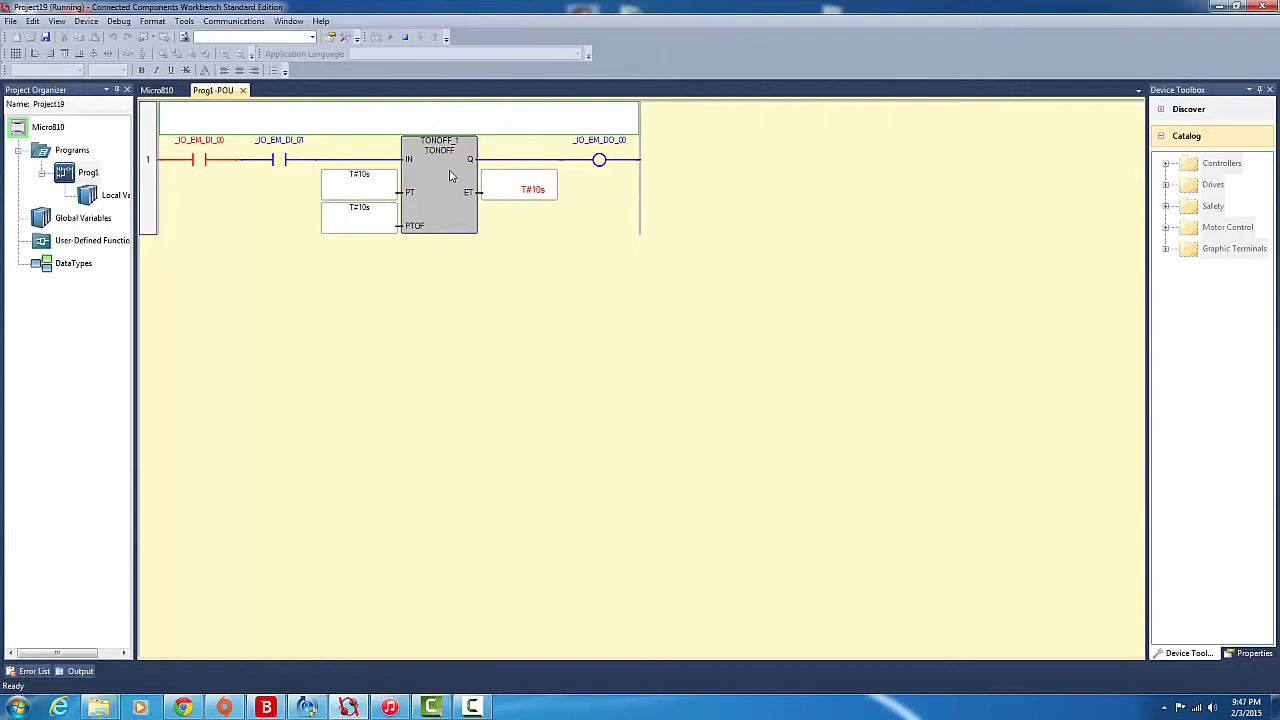 Project19 (Running) - Connected Components Workbench Standard Edition
File Edit View Debug Format Tools Device Communications Window Help
Application Language:
Project Organizer
Name: Project19
Micro810
Programs
Prog1
Local Va
Global Variables
User-Defined Functio
DataTypes
Micro810 Prog1-POU
_IO_EM_DI_00 _IO_EM_DI_01 TONOFF_1 _IO_EM_DO_00
TONOFF
1 IN Q
T#10s PT ET T#10s
T#10s PTOF
Device Toolbox
Discover
Catalog
Controllers
Drives
Safety
Motor Control
Graphic Terminals
Device Tool... Properties
Error List Output
Ready
9:47 PM
2/3/2015